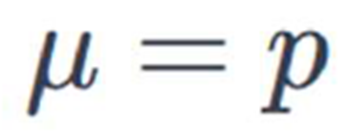 μ = p